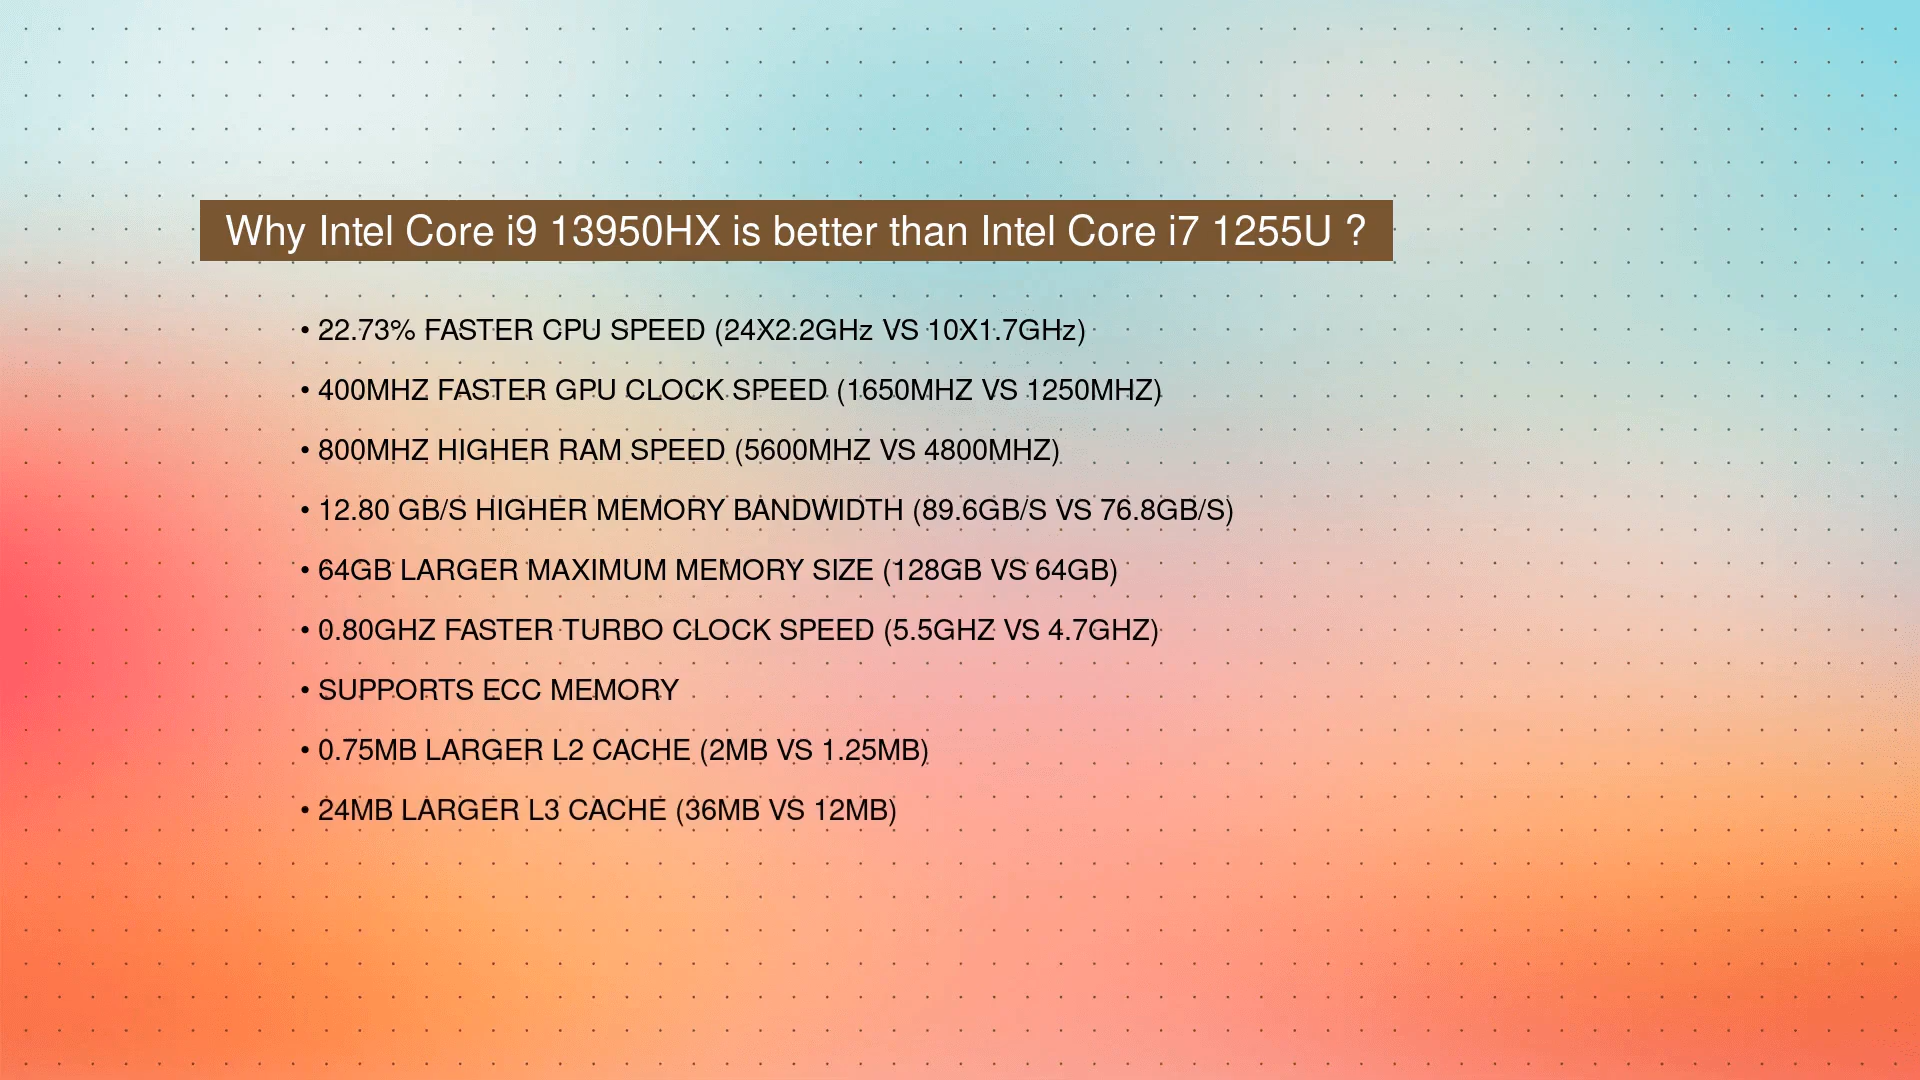 Why Intel Core i9 13950HX is better than Intel Core i7 1255U ?
• 22.73% FASTER CPU SPEED (24X2.2GHz VS 10X1.7GHz)
• 400MHZ FASTER GPU CLOCK SPEED (1650MHZ VS 1250MHZ)
• 800MHZ HIGHER RAM SPEED (5600MHZ VS 4800MHZ)
• 12.80 GB/S HIGHER MEMORY BANDWIDTH (89.6GB/S VS 76.8GB/S)
• 64GB LARGER MAXIMUM MEMORY SIZE (128GB VS 64GB)
• 0.80GHZ FASTER TURBO CLOCK SPEED (5.5GHZ VS 4.7GHZ)
• SUPPORTS ECC MEMORY
• 0.75MB LARGER L2 CACHE (2MB VS 1.25MB)
• 24MB LARGER L3 CACHE (36MB VS 12MB)